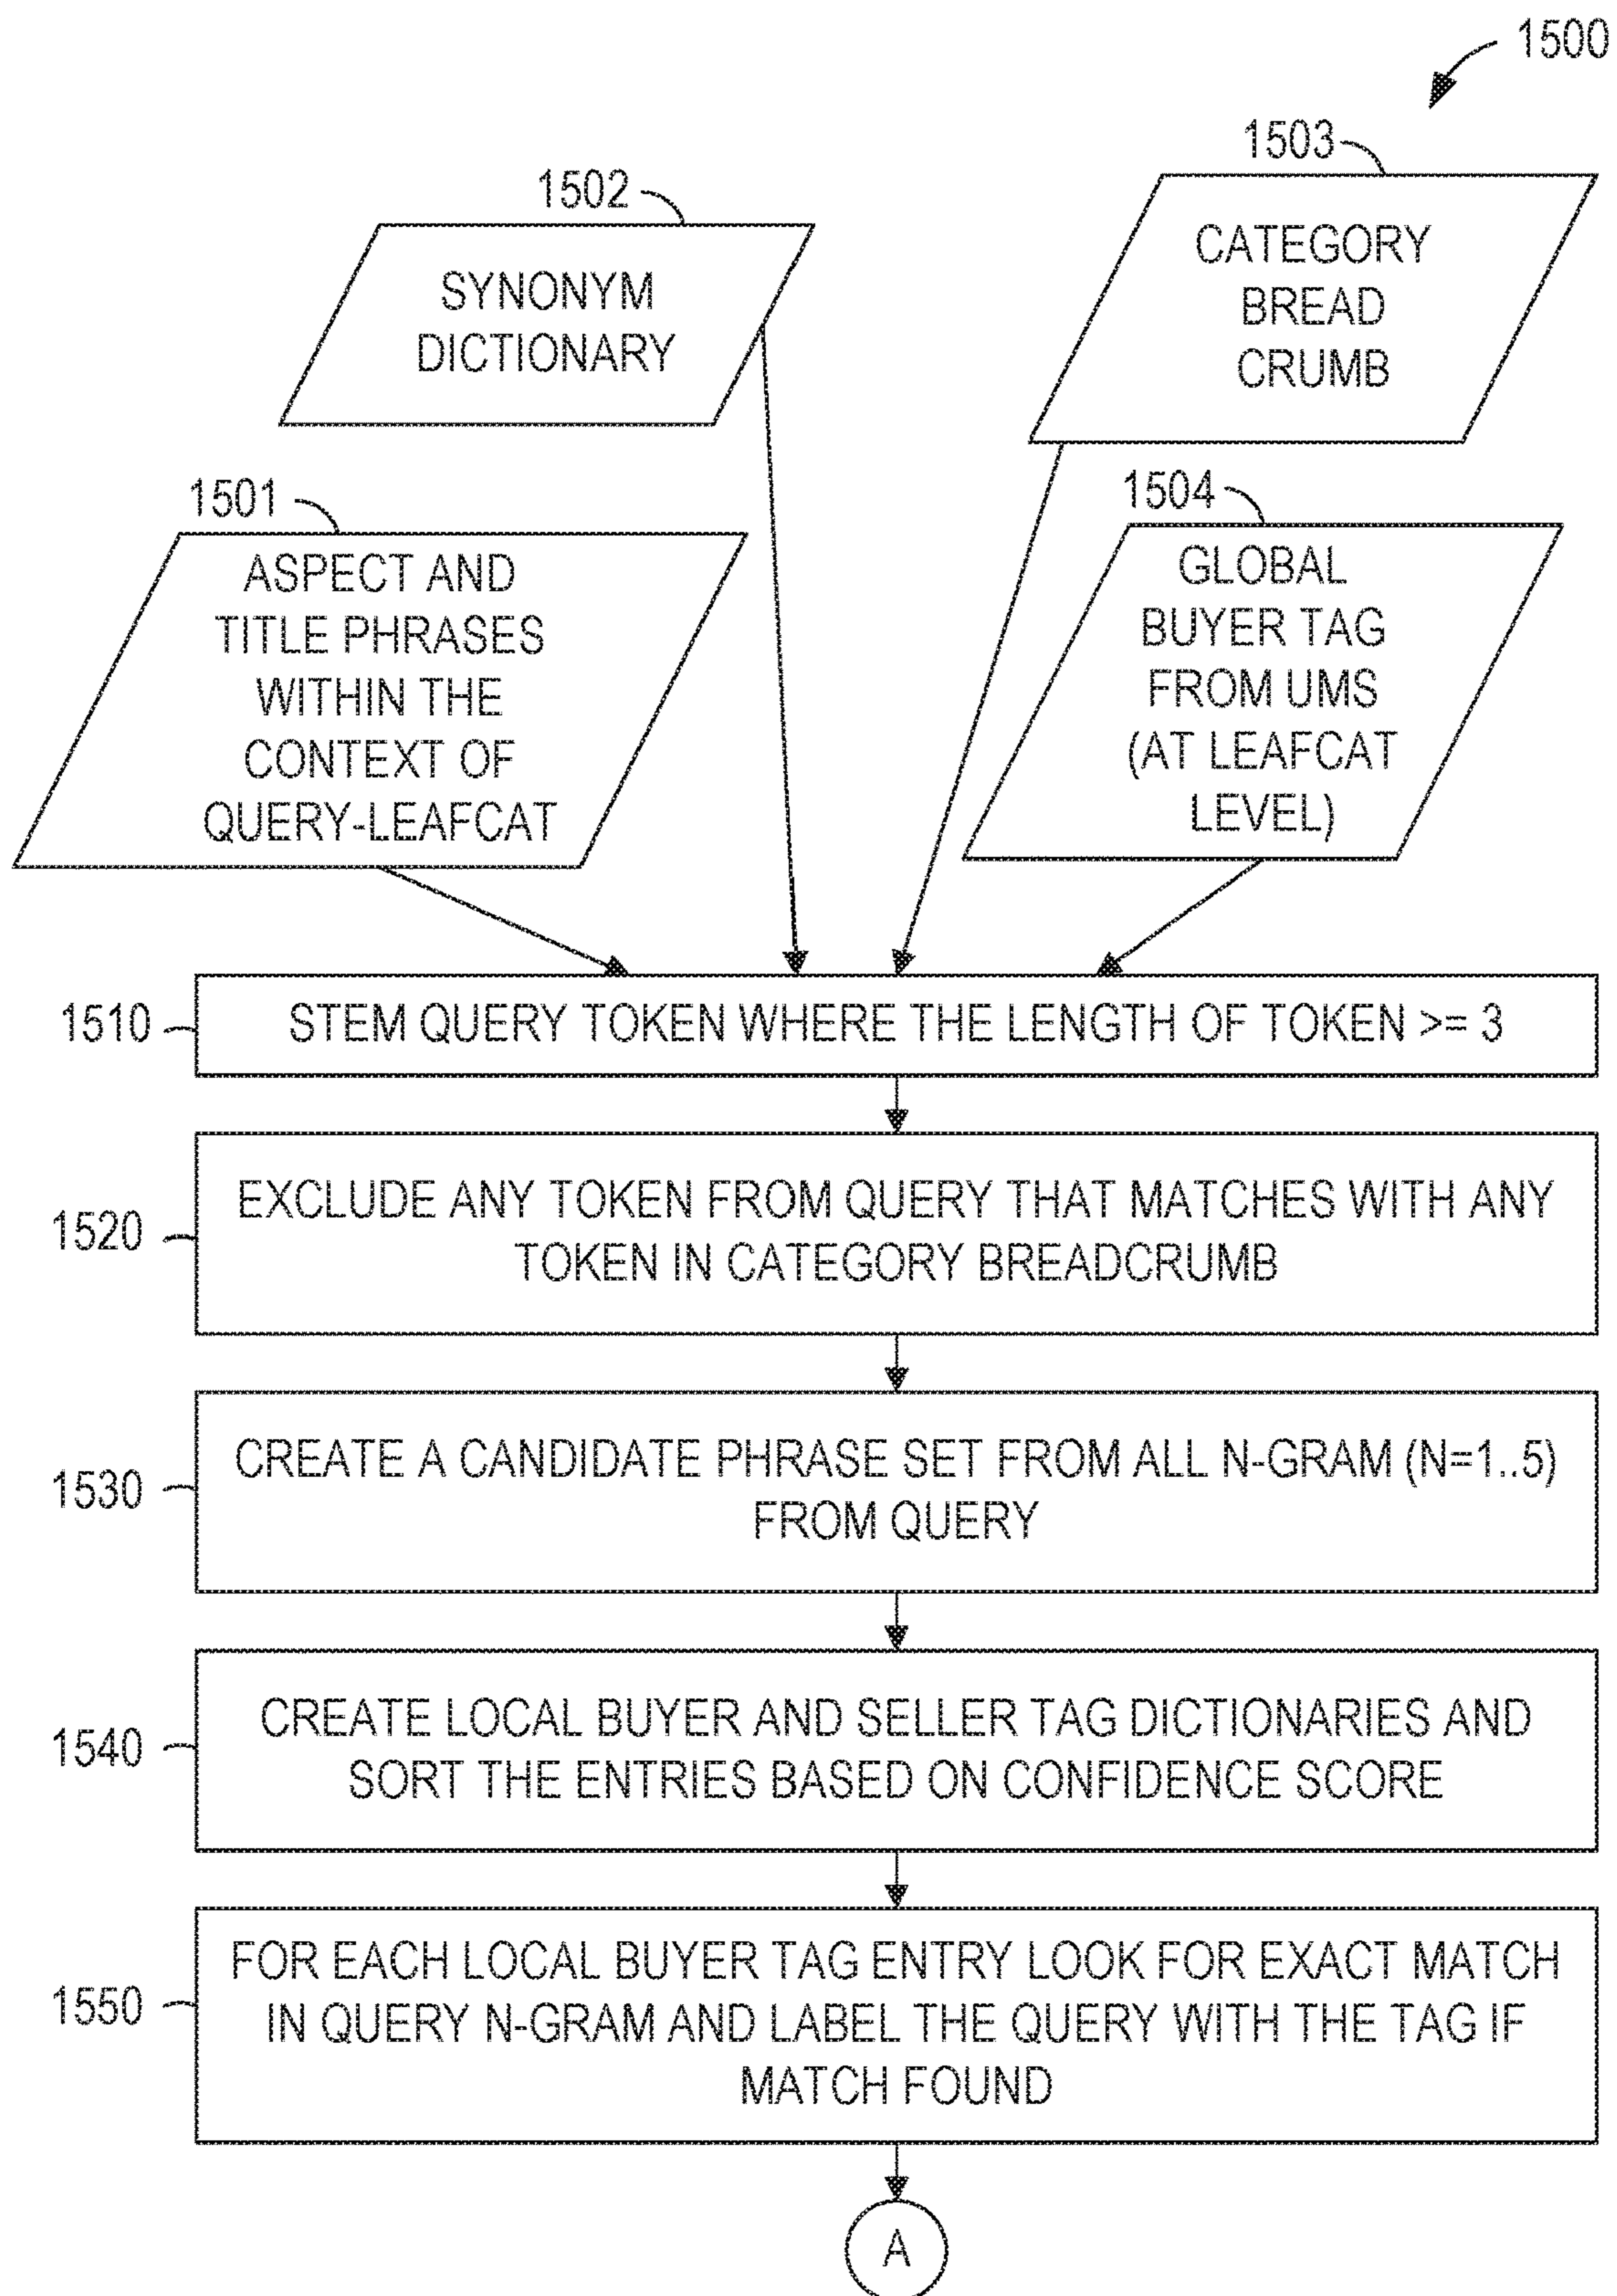 1500
1503
CATEGORY
BREAD
CRUMB
1502
SYNONYM
DICTIONARY
1501
ASPECT AND
TITLE PHRASES
WITHIN THE
CONTEXT OF
QUERY-LEAFCAT
1504
GLOBAL
BUYER TAG
FROM UMS
(AT LEAFCAT
LEVEL)
1510
STEM QUERY TOKEN WHERE THE LENGTH OF TOKEN >= 3
1520
EXCLUDE ANY TOKEN FROM QUERY THAT MATCHES WITH ANY
TOKEN IN CATEGORY BREADCRUMB
1530
CREATE A CANDIDATE PHRASE SET FROM ALL N-GRAM (N=1..5)
FROM QUERY
1540
CREATE LOCAL BUYER AND SELLER TAG DICTIONARIES AND
SORT THE ENTRIES BASED ON CONFIDENCE SCORE
1550
FOR EACH LOCAL BUYER TAG ENTRY LOOK FOR EXACT MATCH
IN QUERY N-GRAM AND LABEL THE QUERY WITH THE TAG IF
MATCH FOUND
A